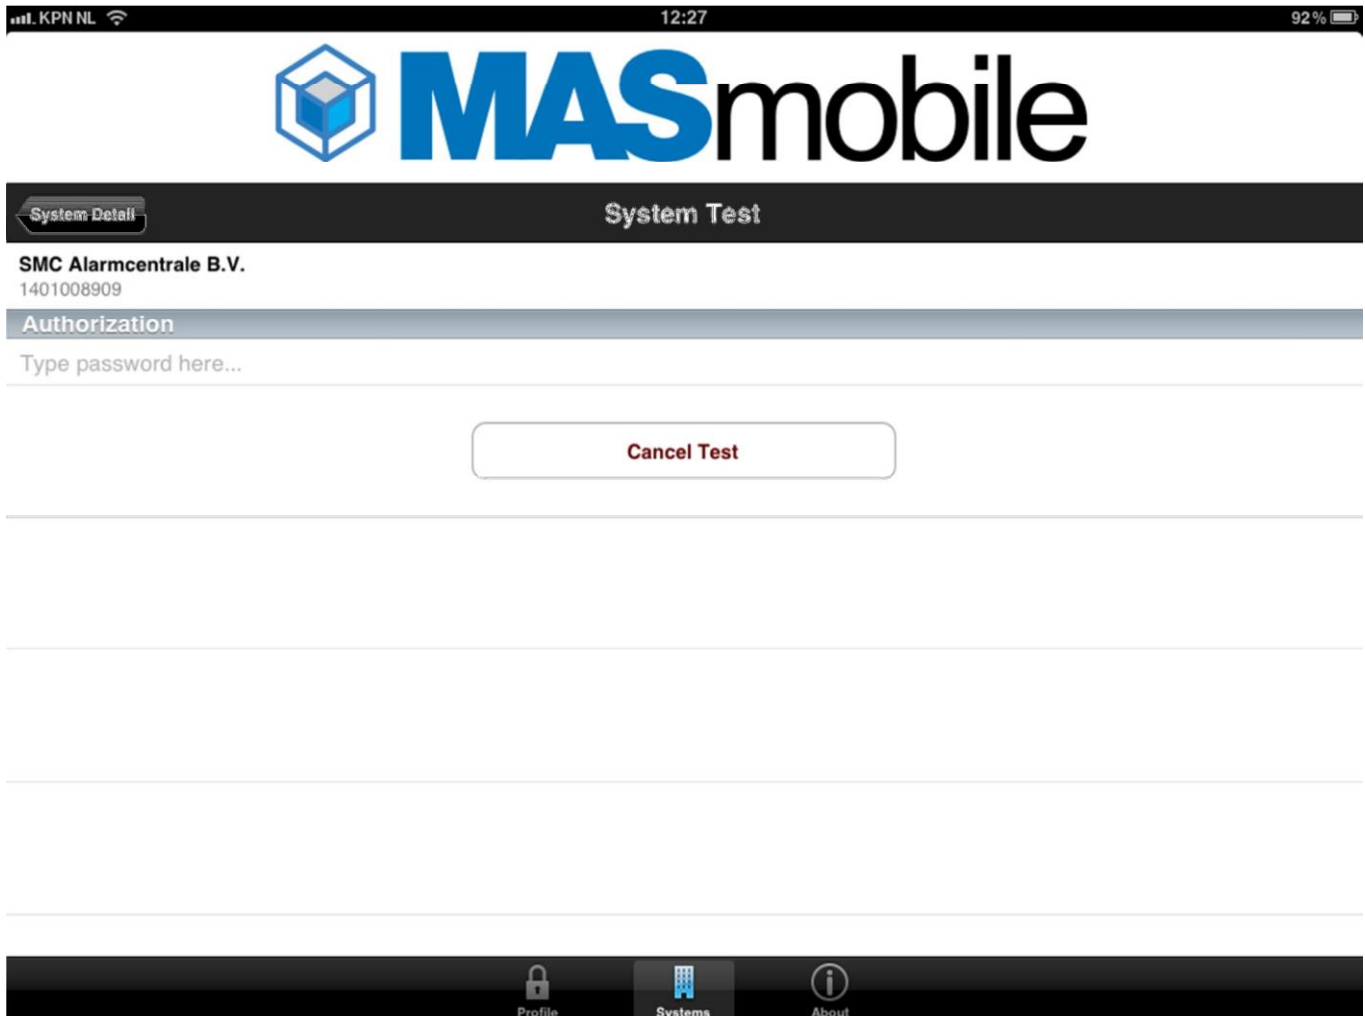 KPN NL 12:27 92%
MASmobile
System Detail System Test
SMC Alarmcentrale B.V.
1401008909
Authorization
Type password here...
Cancel Test
Profile Systems About